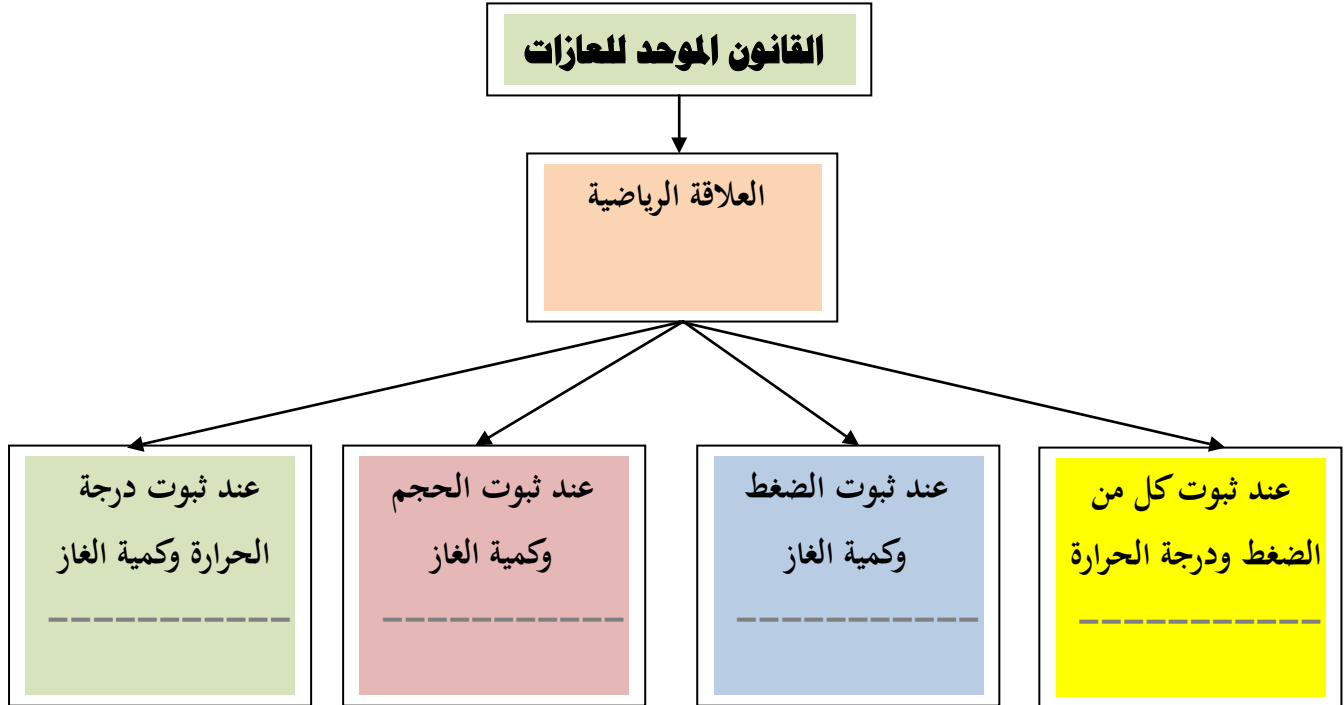 القانون الموحد للعازات
العلاقة الرياضية
عند ثبوت كل من
الضغط ودرجة الحرارة
------------
عند ثبوت الضغط
وكمية الغاز
------------
عند ثبوت الحجم
وكمية الغاز
------------
عند ثبوت درجة
الحرارة وكمية الغاز
------------